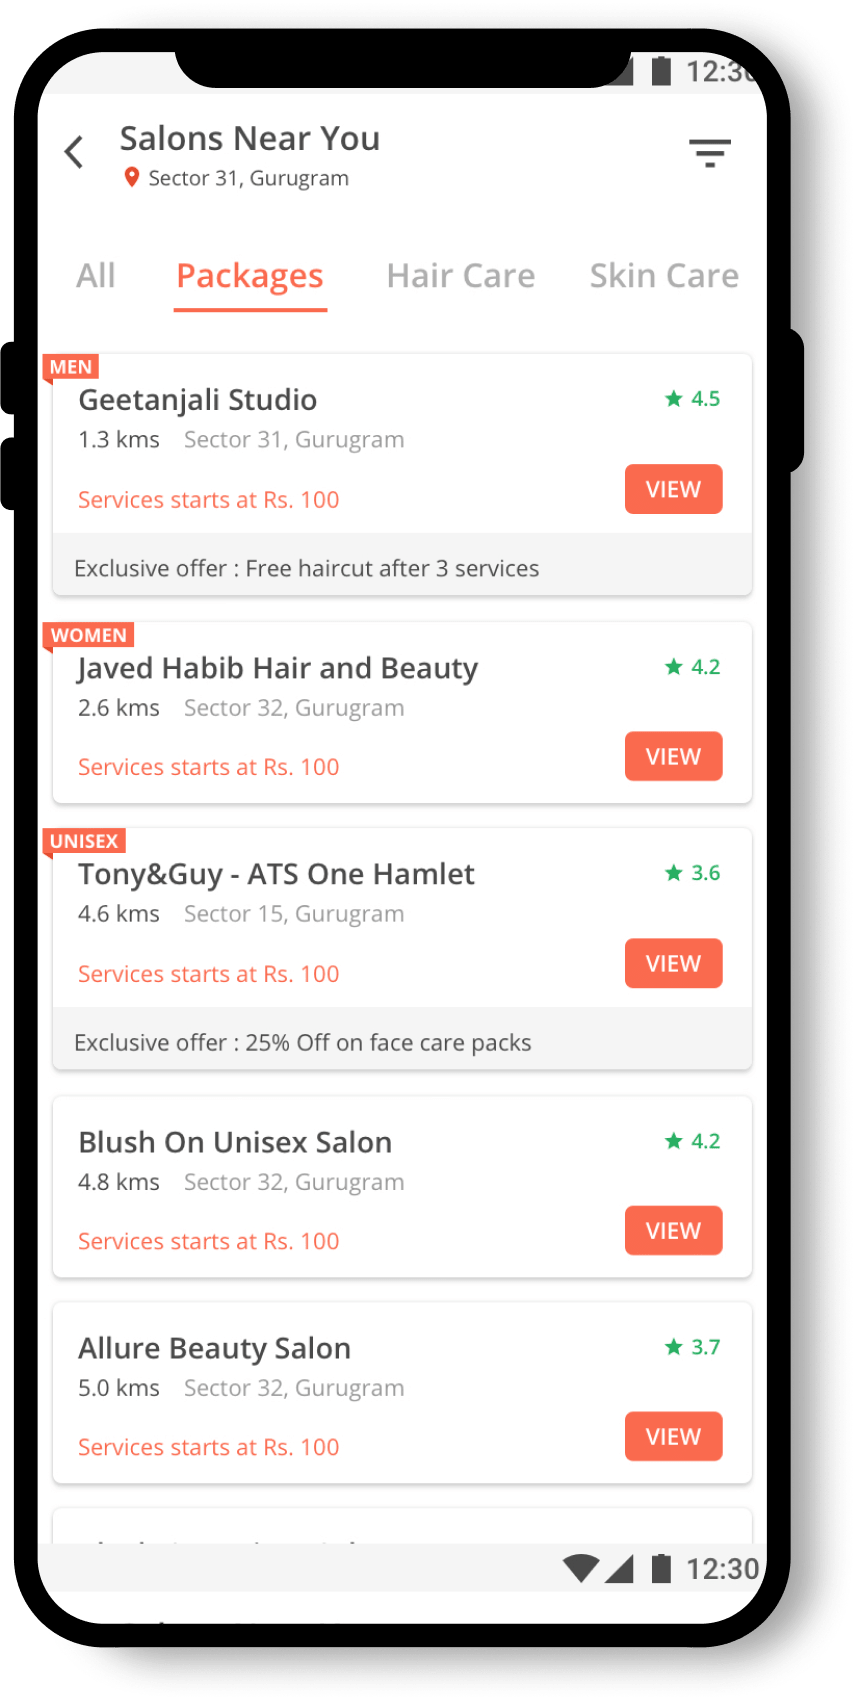 12:30
Salons Near You
Sector 31, Gurugram
All Packages Hair Care Skin Care
MEN
Geetanjali Studio 4.5
1.3 kms Sector 31, Gurugram
Services starts at Rs. 100 VIEW
Exclusive offer : Free haircut after 3 services
WOMEN
Javed Habib Hair and Beauty 4.2
2.6 kms Sector 32, Gurugram
Services starts at Rs. 100 VIEW
UNISEX
Tony&Guy - ATS One Hamlet 3.6
4.6 kms Sector 15, Gurugram
Services starts at Rs. 100 VIEW
Exclusive offer : 25% Off on face care packs
Blush On Unisex Salon 4.2
4.8 kms Sector 32, Gurugram
Services starts at Rs. 100 VIEW
Allure Beauty Salon 3.7
5.0 kms Sector 32, Gurugram
Services starts at Rs. 100 VIEW
12:30